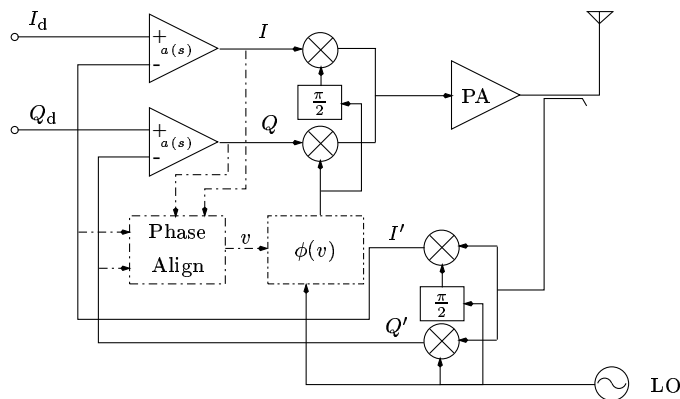 I_d
+
a(s)
-
I
π/2
PA
Q_d
+
a(s)
-
Q
Phase
Align
v
ϕ(v)
I′
π/2
Q′
LO